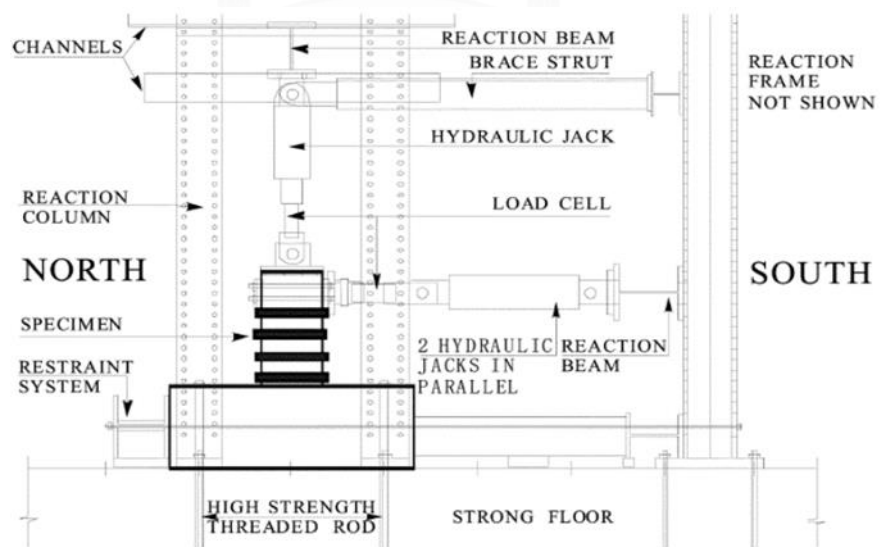 CHANNELS
REACTION BEAM
BRACE STRUT
REACTION
FRAME
NOT SHOWN
HYDRAULIC JACK
REACTION
COLUMN
LOAD CELL
NORTH
SOUTH
SPECIMEN
2 HYDRAULIC
JACKS IN
PARALLEL
REACTION
BEAM
RESTRAINT
SYSTEM
HIGH STRENGTH
THREADED ROD
STRONG FLOOR